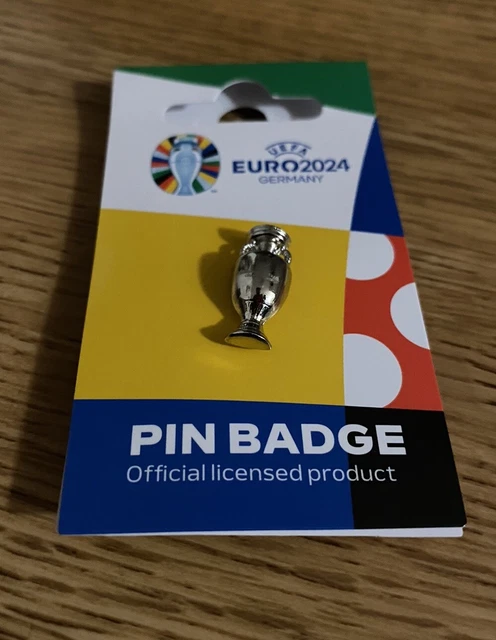 UEFA
EURO2024
GERMANY
PIN BADGE
Official licensed product